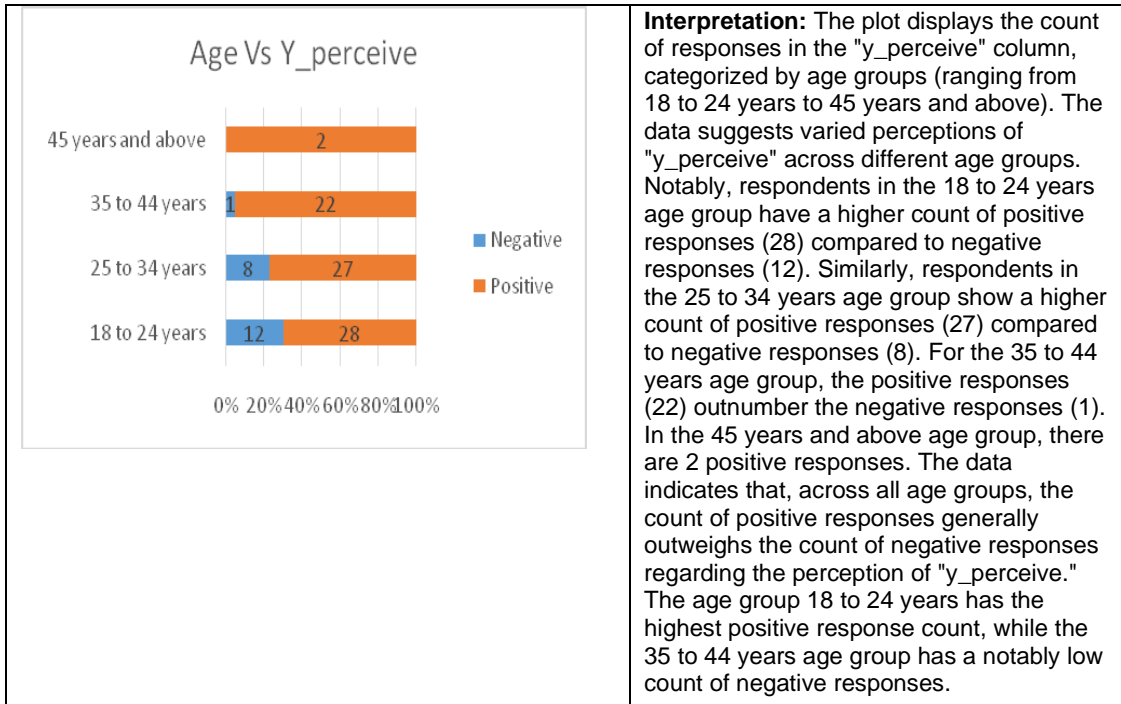 Age Vs Y_perceive
45 years and above
2
35 to 44 years
1
22
25 to 34 years
8
27
18 to 24 years
12
28
0% 20% 40% 60% 80% 100%
Negative
Positive
Interpretation: The plot displays the count
of responses in the "y_perceive" column,
categorized by age groups (ranging from
18 to 24 years to 45 years and above). The
data suggests varied perceptions of
"y_perceive" across different age groups.
Notably, respondents in the 18 to 24 years
age group have a higher count of positive
responses (28) compared to negative
responses (12). Similarly, respondents in
the 25 to 34 years age group show a higher
count of positive responses (27) compared
to negative responses (8). For the 35 to 44
years age group, the positive responses
(22) outnumber the negative responses (1).
In the 45 years and above age group, there
are 2 positive responses. The data
indicates that, across all age groups, the
count of positive responses generally
outweighs the count of negative responses
regarding the perception of "y_perceive."
The age group 18 to 24 years has the
highest positive response count, while the
35 to 44 years age group has a notably low
count of negative responses.